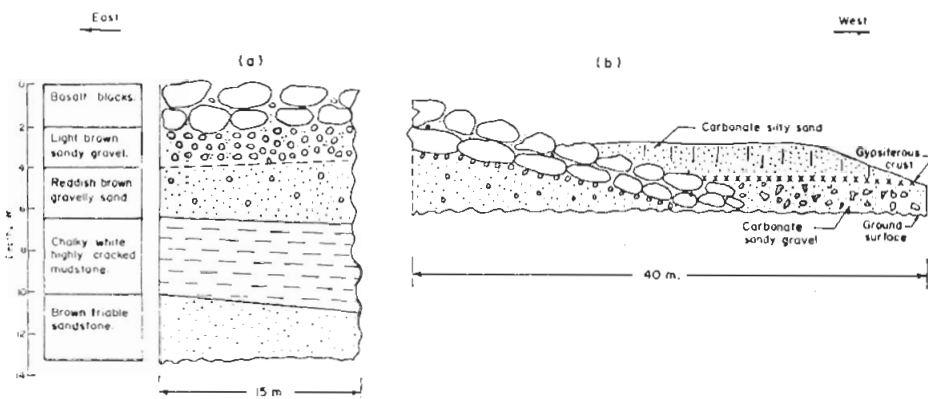 East
West
(a)
(b)
0
2
4
6
8
10
12
14
Depth, M
Basalt blocks.
Light brown
sandy gravel.
Reddish brown
gravelly sand
Chalky white
highly cracked
mudstone.
Brown friable
sandstone.
15 m
Carbonate silty sand
Gypsiferous
crust
Carbonate
sandy gravel
Ground
surface
40 m.